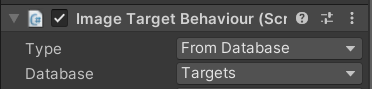 Image Target Behaviour (Scr
Type From Database
Database Targets